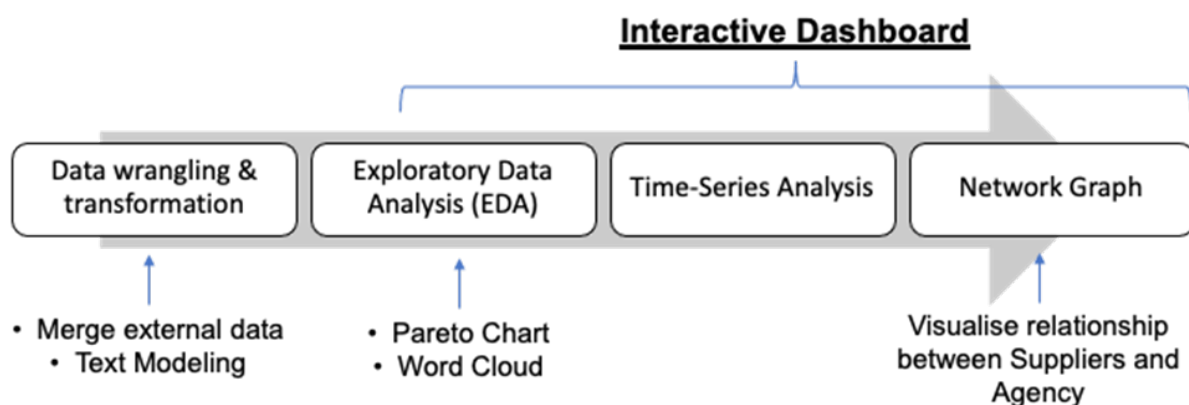 Interactive Dashboard
Data wrangling &
transformation
Exploratory Data
Analysis (EDA)
Time-Series Analysis
Network Graph
• Merge external data
• Text Modeling
• Pareto Chart
• Word Cloud
Visualise relationship
between Suppliers and
Agency